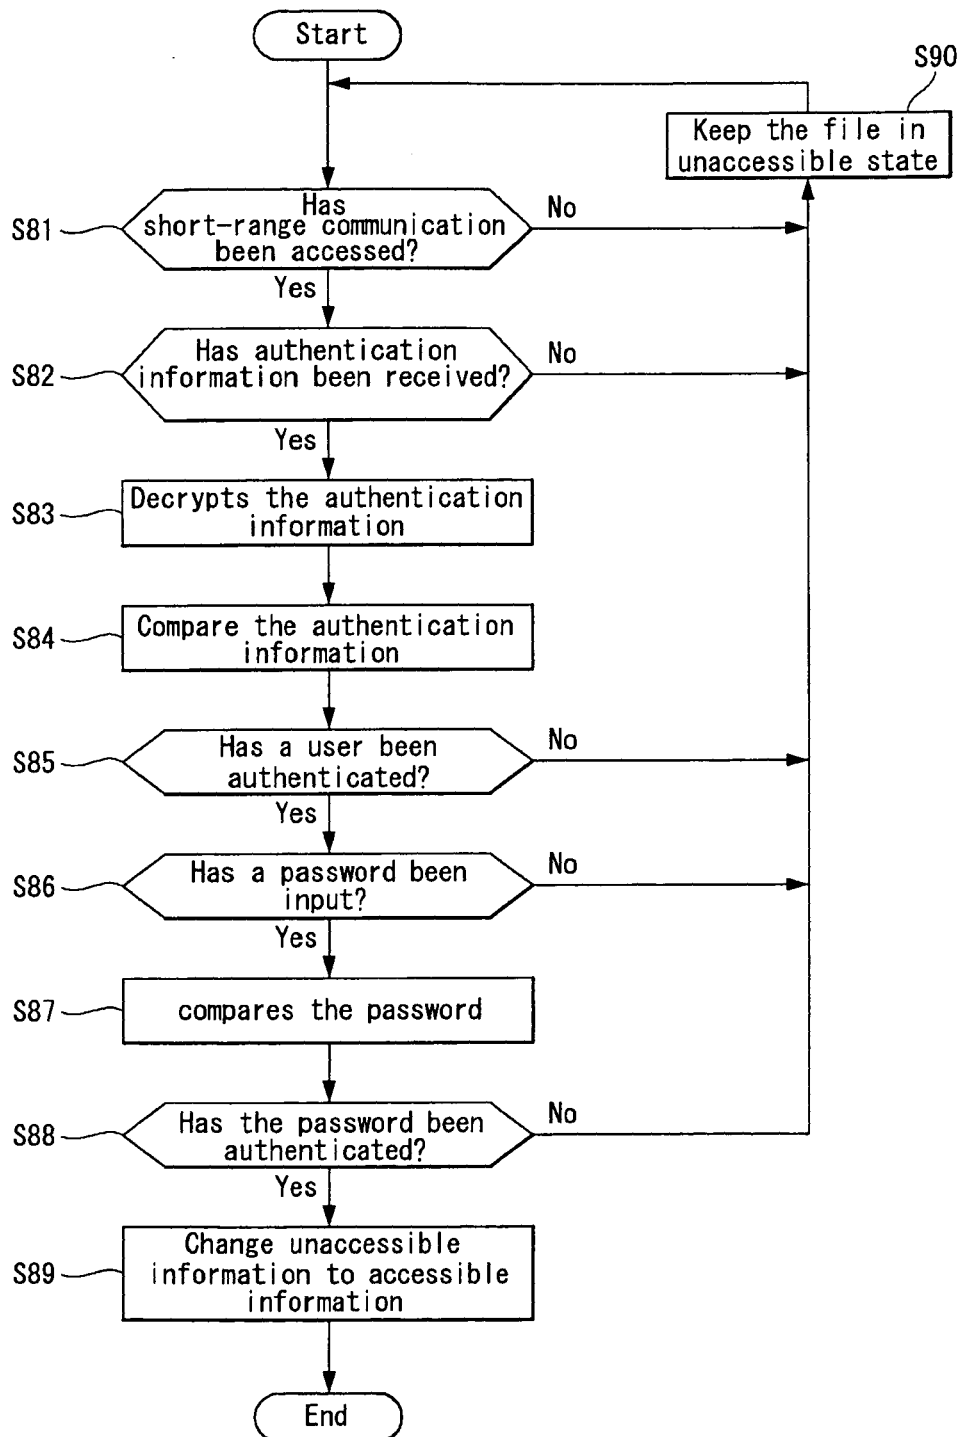 Start
S90
Keep the file in
unaccessible state
Has
short-range communication
been accessed?
S81
No
Yes
Has authentication
information been received?
S82
No
Yes
Decrypts the authentication
information
S83
Compare the authentication
information
S84
Has a user been
authenticated?
S85
No
Yes
Has a password been
input?
S86
No
Yes
compares the password
S87
Has the password been
authenticated?
S88
No
Yes
Change unaccessible
information to accessible
information
S89
End